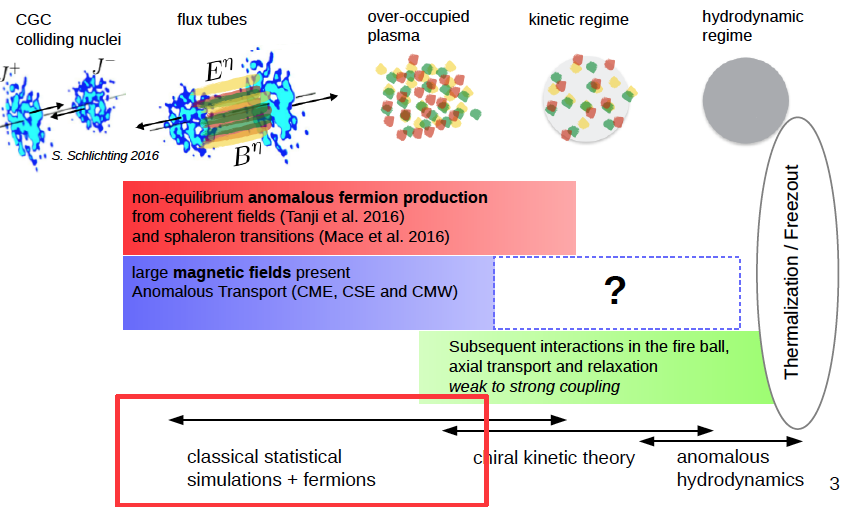 CGC
colliding nuclei
flux tubes
over-occupied
plasma
kinetic regime
hydrodynamic
regime
J⁺
J⁻
E^η
B^η
S. Schlichting 2016
non-equilibrium anomalous fermion production
from coherent fields (Tanji et al. 2016)
and sphaleron transitions (Mace et al. 2016)
large magnetic fields present
Anomalous Transport (CME, CSE and CMW)
?
Subsequent interactions in the fire ball,
axial transport and relaxation
weak to strong coupling
Thermalization / Freezout
classical statistical
simulations + fermions
chiral kinetic theory
anomalous
hydrodynamics
3